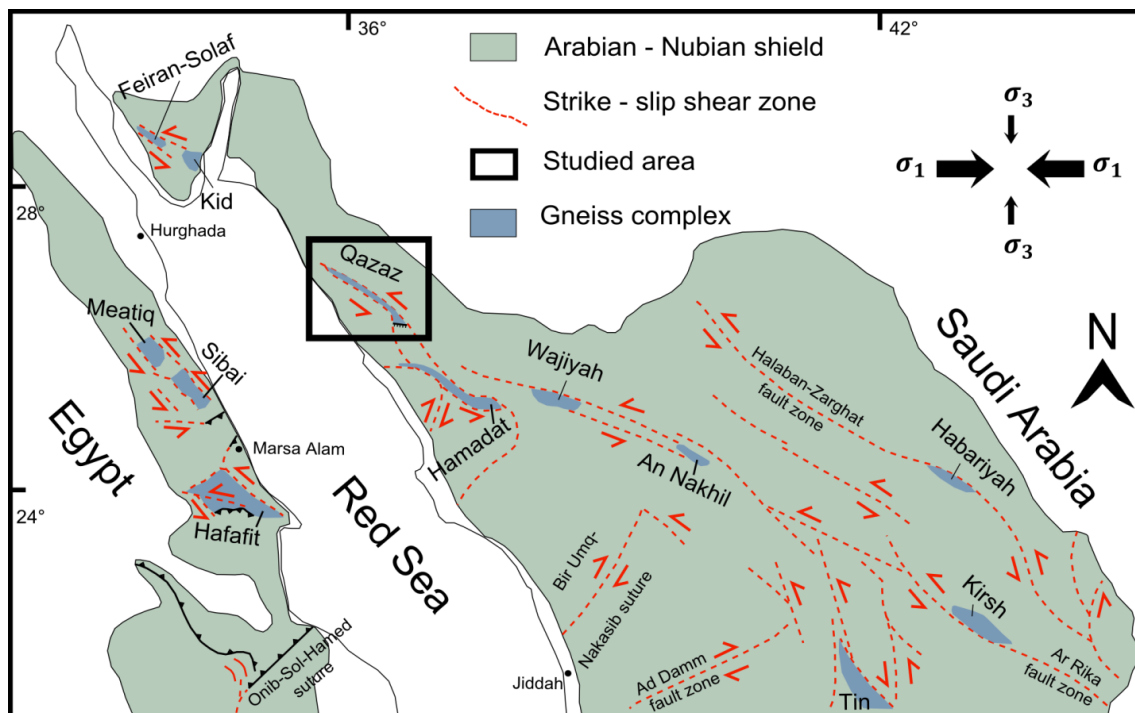 36°
42°
Feiran-Solaf
Arabian - Nubian shield
Strike - slip shear zone
Studied area
Gneiss complex
σ3
σ1
σ1
σ3
28°
Kid
Hurghada
Qazaz
N
Meatiq
Sibai
Wajiyah
Halaban-Zarghat
fault zone
Saudi Arabia
Egypt
Marsa Alam
Hamadat
An Nakhil
Habariyah
24°
Red Sea
Hafafit
Bir Umq-
Nakasib suture
Kirsh
Onib-Sol-Hamed
suture
Jiddah
Ad Damm
fault zone
Tin
Ar Rika
fault zone